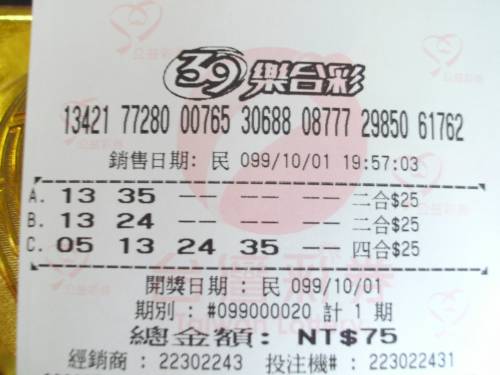 39 樂合彩
13421 77280 00765 30688 08777 29850 61762
銷售日期: 民 099/10/01 19:57:03
A. 13 35 -- -- -- 二合$25
B. 13 24 -- -- -- 二合$25
C. 05 13 24 35 -- 四合$25
開獎日期 : 民 099/10/01
期別 : #099000020 計 1 期
總金額: NT$75
經銷商 : 22302243 投注機# : 223022431